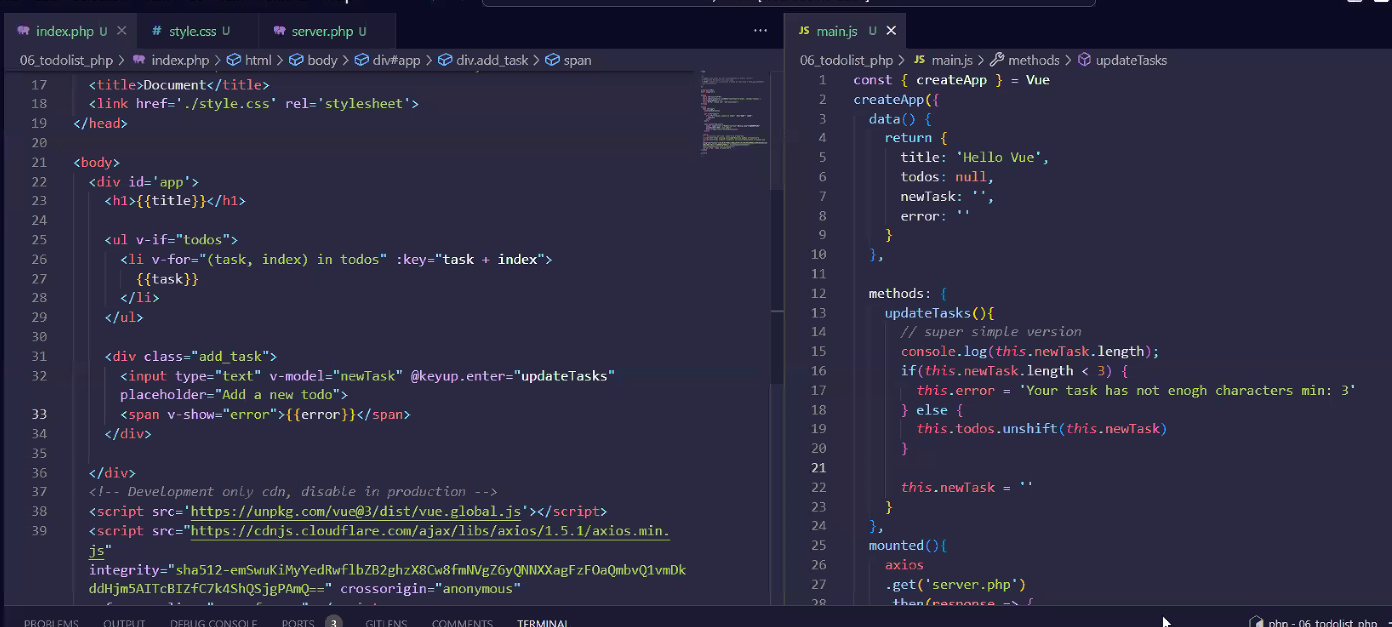 index.php U
# style.css U
server.php U
···
06_todolist_php > index.php > html > body > div#app > div.add_task > span
17 <title>Document</title>
18 <link href='./style.css' rel='stylesheet'>
19 </head>
20
21 <body>
22 <div id='app'>
23 <h1>{{title}}</h1>
24
25 <ul v-if="todos">
26 <li v-for="(task, index) in todos" :key="task + index">
27 {{task}}
28 </li>
29 </ul>
30
31 <div class="add_task">
32 <input type="text" v-model="newTask" @keyup.enter="updateTasks"
placeholder="Add a new todo">
33 <span v-show="error">{{error}}</span>
34 </div>
35
36 </div>
37 <!-- Development only cdn, disable in production -->
38 <script src='https://unpkg.com/vue@3/dist/vue.global.js'></script>
39 <script src="https://cdnjs.cloudflare.com/ajax/libs/axios/1.5.1/axios.min.
js"
integrity="sha512-emSwuKiMyYedRwflbZB2ghzX8Cw8fmNVgZ6yQNNXXagFzFOaQmbvQ1vmDk
ddHjm5AITcBIZfC7k4ShQSjgPAmQ==" crossorigin="anonymous"
JS main.js U
06_todolist_php > JS main.js > methods > updateTasks
1 const { createApp } = Vue
2 createApp({
3 data() {
4 return {
5 title: 'Hello Vue',
6 todos: null,
7 newTask: '',
8 error: ''
9 }
10 },
11
12 methods: {
13 updateTasks(){
14 // super simple version
15 console.log(this.newTask.length);
16 if(this.newTask.length < 3) {
17 this.error = 'Your task has not enogh characters min: 3'
18 } else {
19 this.todos.unshift(this.newTask)
20 }
21
22 this.newTask = ''
23 }
24 },
25 mounted(){
26 axios
27 .get('server.php')
28 .then(response => {
PROBLEMS OUTPUT DEBUG CONSOLE PORTS 3 GITLENS COMMENTS TERMINAL
php - 06_todolist_php